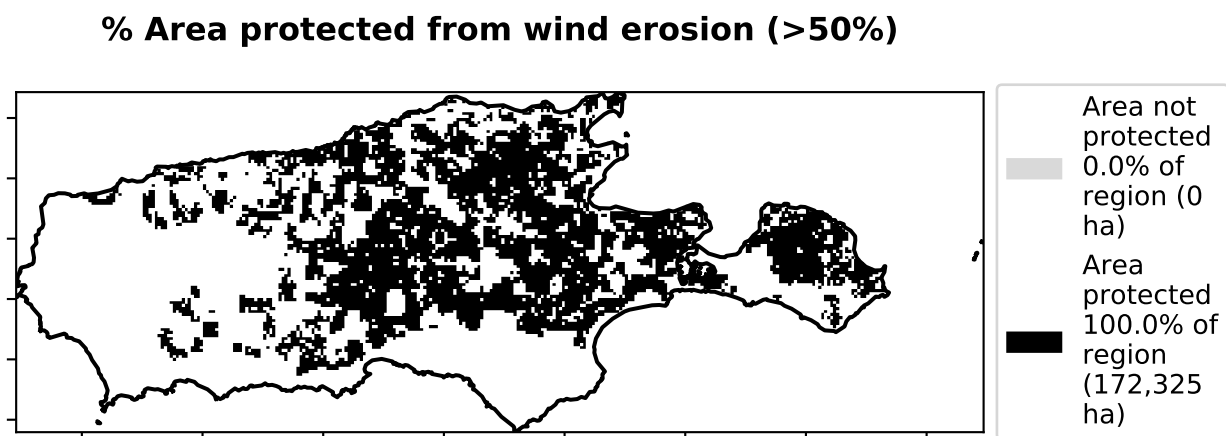 % Area protected from wind erosion (>50%)
Area not
protected
0.0% of
region (0
ha)
Area
protected
100.0% of
region
(172,325
ha)